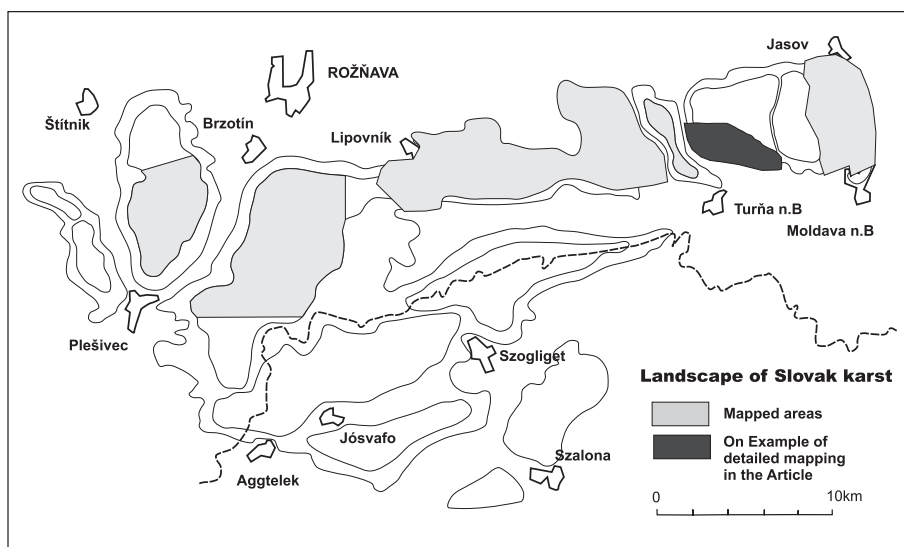 Jasov
ROŽŇAVA
Štítnik
Brzotín
Lipovník
Turňa n.B
Moldava n.B
Plešivec
Szogliget
Landscape of Slovak karst
Mapped areas
On Example of
detailed mapping
in the Article
Jósvafo
Szalona
Aggtelek
0
10km